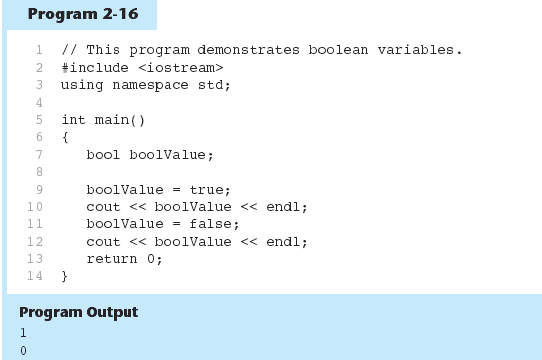 Program 2-16
1 // This program demonstrates boolean variables.
2 #include <iostream>
3 using namespace std;
4
5 int main()
6 {
7 bool boolValue;
8
9 boolValue = true;
10 cout << boolValue << endl;
11 boolValue = false;
12 cout << boolValue << endl;
13 return 0;
14 }
Program Output
1
0